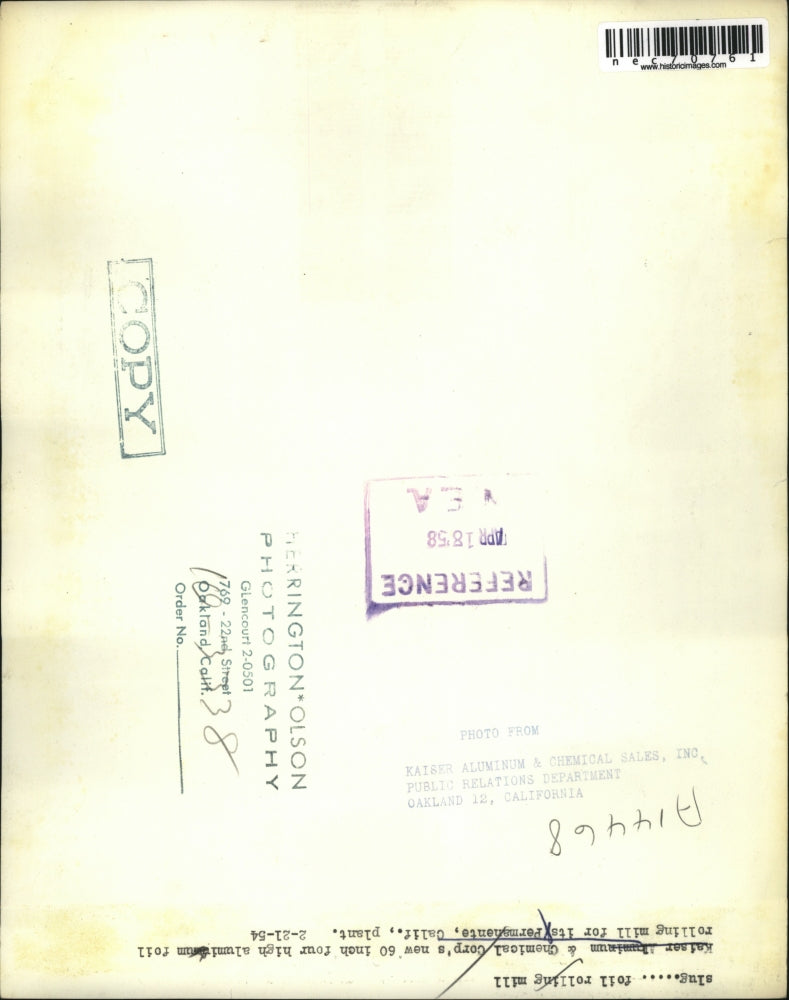 nec70761
www.historicimages.com
COPY
REFERENCE
APR 18 '58
NEA
HERRINGTON*OLSON
PHOTOGRAPHY
GLencourt 2-0501
769 - 22nd Street
Oakland, Calif.
Order No.
PHOTO FROM
KAISER ALUMINUM & CHEMICAL SALES, INC.
PUBLIC RELATIONS DEPARTMENT
OAKLAND 12, CALIFORNIA
A14468
slug..... foil rolling mill
Kaiser Aluminum & Chemical Corp's new 60 inch four high aluminum foil
rolling mill for its Permanente, Calif., plant. 2-21-54